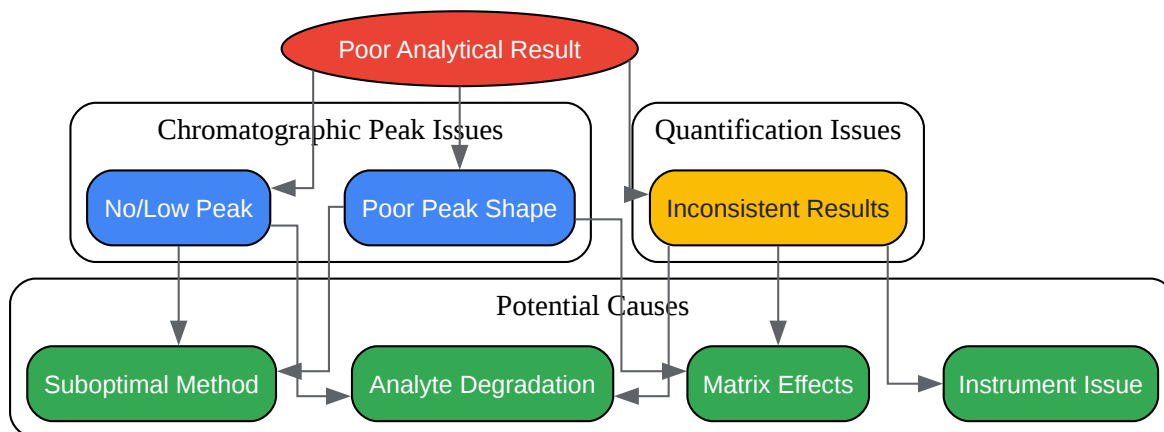 Poor Analytical Result
Chromatographic Peak Issues
Quantification Issues
No/Low Peak
Poor Peak Shape
Inconsistent Results
Potential Causes
Suboptimal Method
Analyte Degradation
Matrix Effects
Instrument Issue